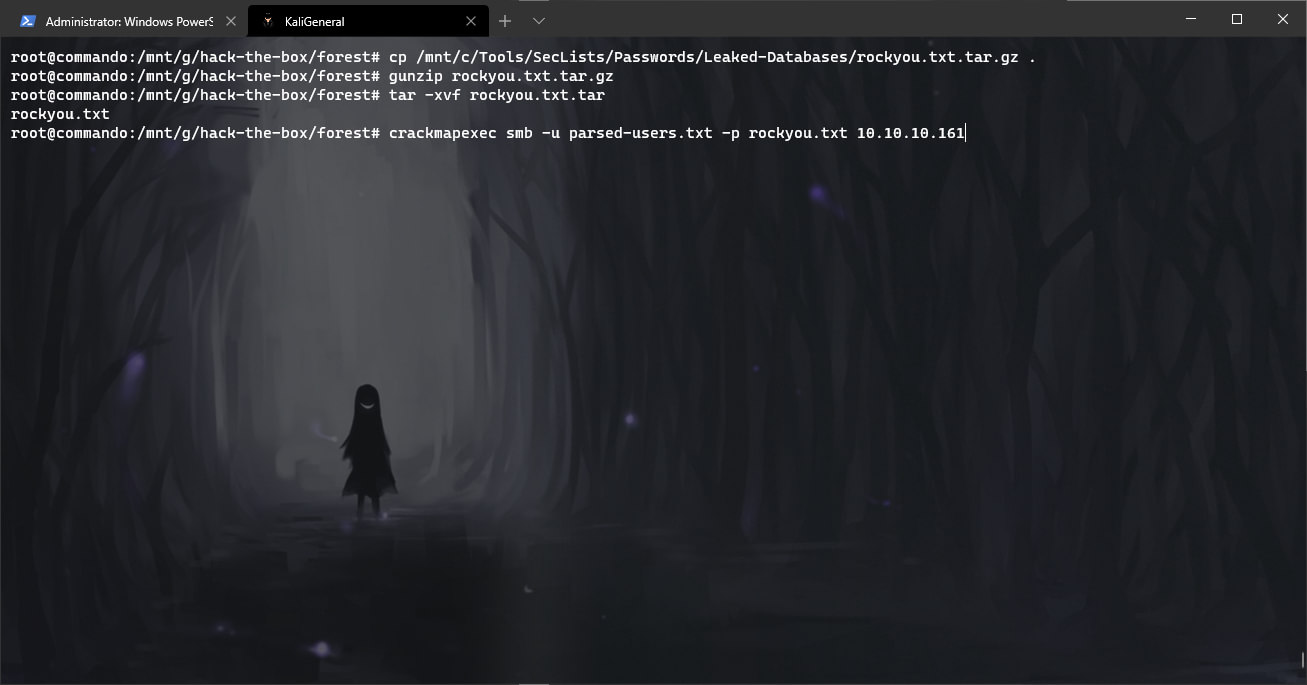 Administrator: Windows PowerS
KaliGeneral
root@commando:/mnt/g/hack-the-box/forest# cp /mnt/c/Tools/SecLists/Passwords/Leaked-Databases/rockyou.txt.tar.gz .
root@commando:/mnt/g/hack-the-box/forest# gunzip rockyou.txt.tar.gz
root@commando:/mnt/g/hack-the-box/forest# tar -xvf rockyou.txt.tar
rockyou.txt
root@commando:/mnt/g/hack-the-box/forest# crackmapexec smb -u parsed-users.txt -p rockyou.txt 10.10.10.161